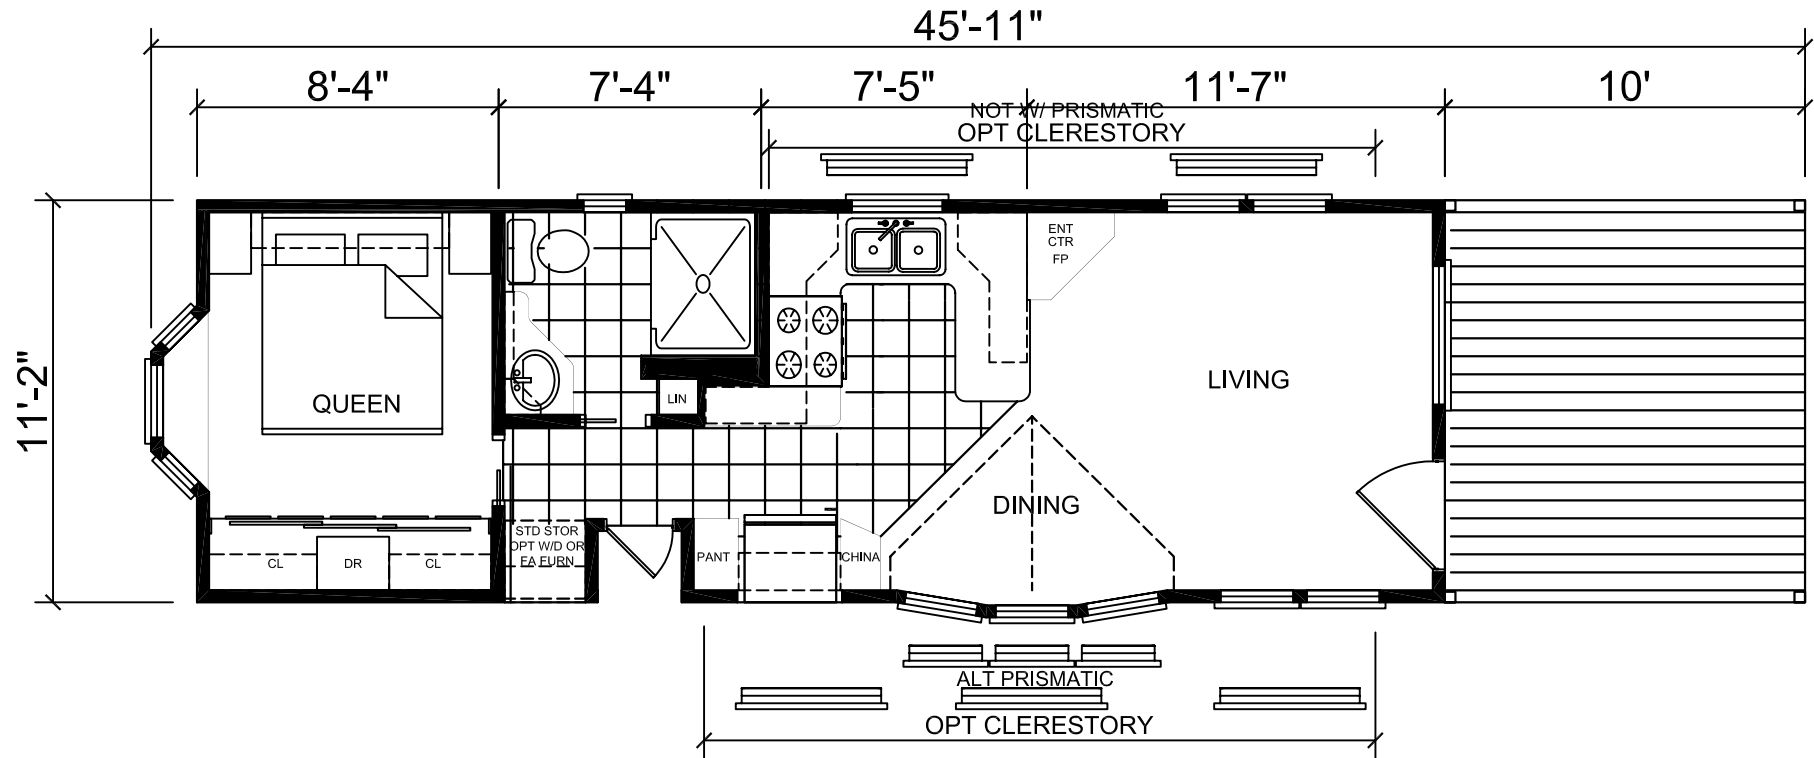 45'-11"
8'-4"
7'-4"
7'-5"
11'-7"
10'
NOT W/ PRISMATIC
OPT CLERESTORY
11'-2"
ENT
CTR
FP
QUEEN
LIN
LIVING
DINING
STD STOR
OPT W/D OR
FA FURN
CL
DR
CL
PANT
CHINA
ALT PRISMATIC
OPT CLERESTORY